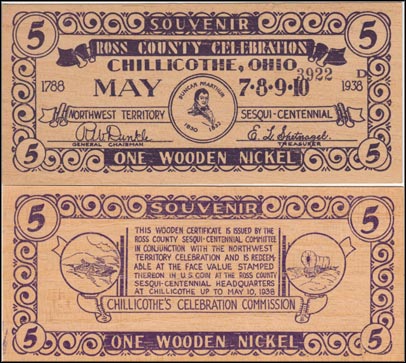 5 SOUVENIR 5
ROSS COUNTY CELEBRATION
CHILLICOTHE, OHIO
3922 D
1788 MAY 7·8·9·10 1938
DUNCAN MCARTHUR
NORTHWEST TERRITORY SESQUI-CENTENNIAL
1830 1832
GENERAL CHAIRMAN TREASURER
5 ONE WOODEN NICKEL 5
5 SOUVENIR 5
THIS WOODEN CERTIFICATE IS ISSUED BY THE
ROSS COUNTY SESQUI-CENTENNIAL COMMITTEE
IN CONJUNCTION WITH THE NORTHWEST
TERRITORY CELEBRATION AND IS REDEEM-
ABLE AT THE FACE VALUE STAMPED
THEREON IN U.S. COIN AT THE ROSS COUNTY
SESQUI-CENTENNIAL HEADQUARTERS
AT CHILLICOTHE UP TO MAY 10, 1938
CHILLICOTHE'S CELEBRATION COMMISSION
5 ONE WOODEN NICKEL 5